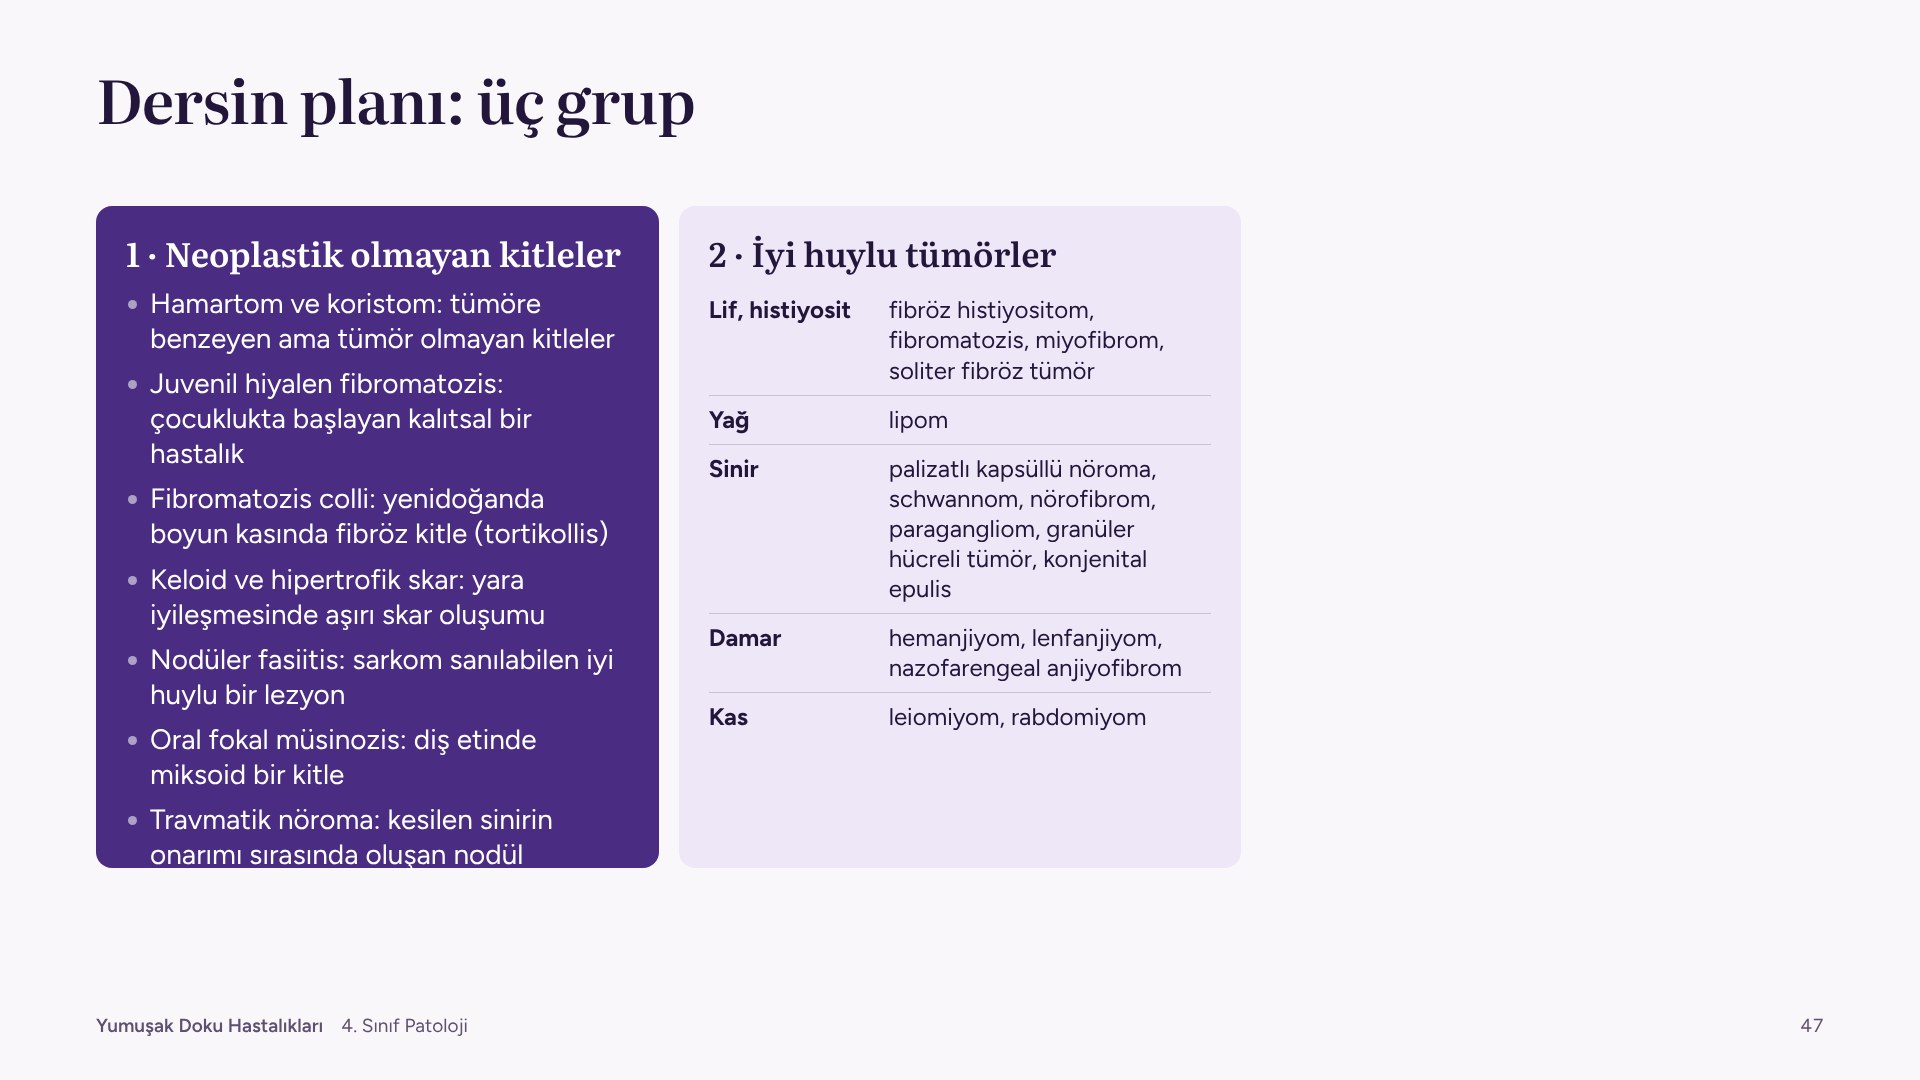 Dersin planı: üç grup
1 · Neoplastik olmayan kitleler
Hamartom ve koristom: tümöre
benzeyen ama tümör olmayan kitleler
Juvenil hiyalen fibromatozis:
çocuklukta başlayan kalıtsal bir
hastalık
Fibromatozis colli: yenidoğanda
boyun kasında fibröz kitle (tortikollis)
Keloid ve hipertrofik skar: yara
iyileşmesinde aşırı skar oluşumu
Nodüler fasiitis: sarkom sanılabilen iyi
huylu bir lezyon
Oral fokal müsinozis: diş etinde
miksoid bir kitle
Travmatik nöroma: kesilen sinirin
onarımı sırasında oluşan nodül
2 · İyi huylu tümörler
Lif, histiyosit fibröz histiyositom,
fibromatozis, miyofibrom,
soliter fibröz tümör
Yağ lipom
Sinir palizatlı kapsüllü nöroma,
schwannom, nörofibrom,
paragangliom, granüler
hücreli tümör, konjenital
epulis
Damar hemanjiyom, lenfanjiyom,
nazofarengeal anjiyofibrom
Kas leiomiyom, rabdomiyom
Yumuşak Doku Hastalıkları 4. Sınıf Patoloji
47